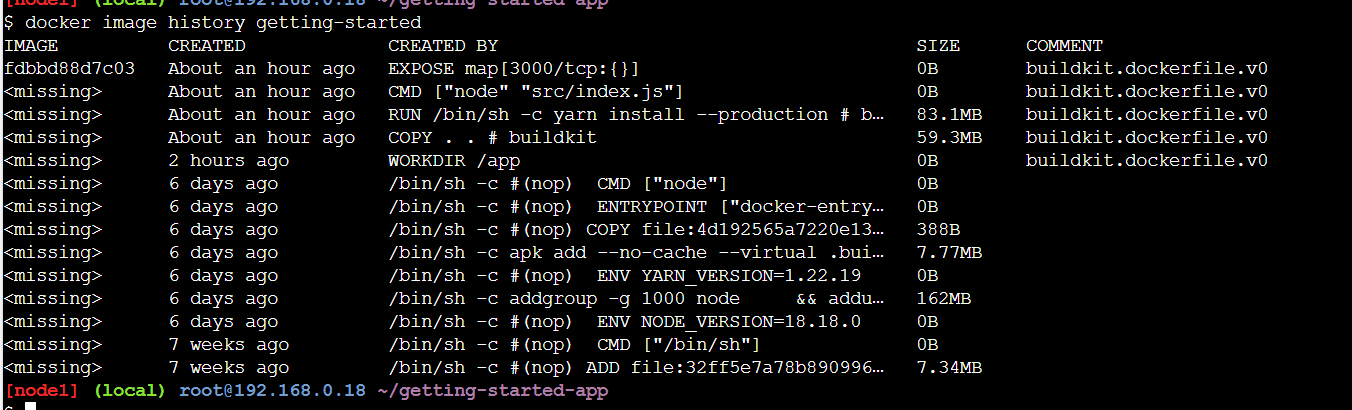 [node1] (local) root@192.168.0.18 ~/getting-started-app
$ docker image history getting-started
IMAGE CREATED CREATED BY SIZE COMMENT
fdbbd88d7c03 About an hour ago EXPOSE map[3000/tcp:{}] 0B buildkit.dockerfile.v0
<missing> About an hour ago CMD ["node" "src/index.js"] 0B buildkit.dockerfile.v0
<missing> About an hour ago RUN /bin/sh -c yarn install --production # b… 83.1MB buildkit.dockerfile.v0
<missing> About an hour ago COPY . . # buildkit 59.3MB buildkit.dockerfile.v0
<missing> 2 hours ago WORKDIR /app 0B buildkit.dockerfile.v0
<missing> 6 days ago /bin/sh -c #(nop) CMD ["node"] 0B
<missing> 6 days ago /bin/sh -c #(nop) ENTRYPOINT ["docker-entry… 0B
<missing> 6 days ago /bin/sh -c #(nop) COPY file:4d192565a7220e13… 388B
<missing> 6 days ago /bin/sh -c apk add --no-cache --virtual .bui… 7.77MB
<missing> 6 days ago /bin/sh -c #(nop) ENV YARN_VERSION=1.22.19 0B
<missing> 6 days ago /bin/sh -c addgroup -g 1000 node && addu… 162MB
<missing> 6 days ago /bin/sh -c #(nop) ENV NODE_VERSION=18.18.0 0B
<missing> 7 weeks ago /bin/sh -c #(nop) CMD ["/bin/sh"] 0B
<missing> 7 weeks ago /bin/sh -c #(nop) ADD file:32ff5e7a78b890996… 7.34MB
[node1] (local) root@192.168.0.18 ~/getting-started-app
$